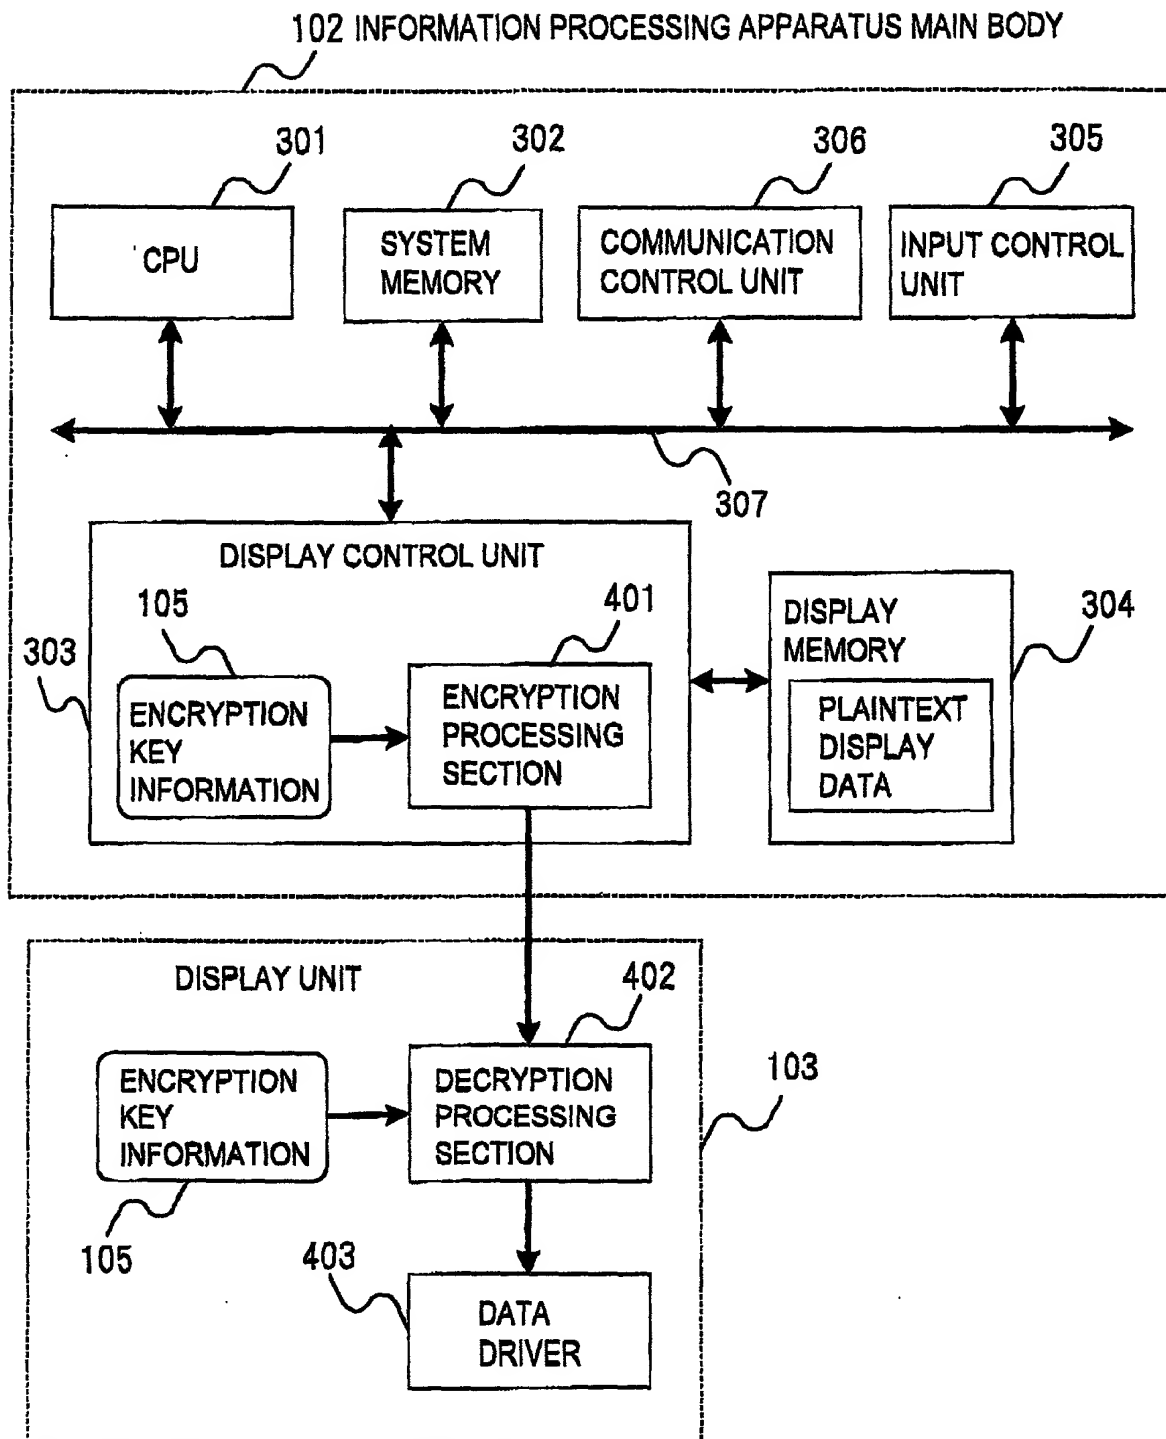 102 INFORMATION PROCESSING APPARATUS MAIN BODY
301
302
306
305
CPU
SYSTEM
MEMORY
COMMUNICATION
CONTROL UNIT
INPUT CONTROL
UNIT
307
DISPLAY CONTROL UNIT
105
401
303
ENCRYPTION
KEY
INFORMATION
ENCRYPTION
PROCESSING
SECTION
DISPLAY
MEMORY
304
PLAINTEXT
DISPLAY
DATA
DISPLAY UNIT
402
ENCRYPTION
KEY
INFORMATION
DECRYPTION
PROCESSING
SECTION
103
105
403
DATA
DRIVER